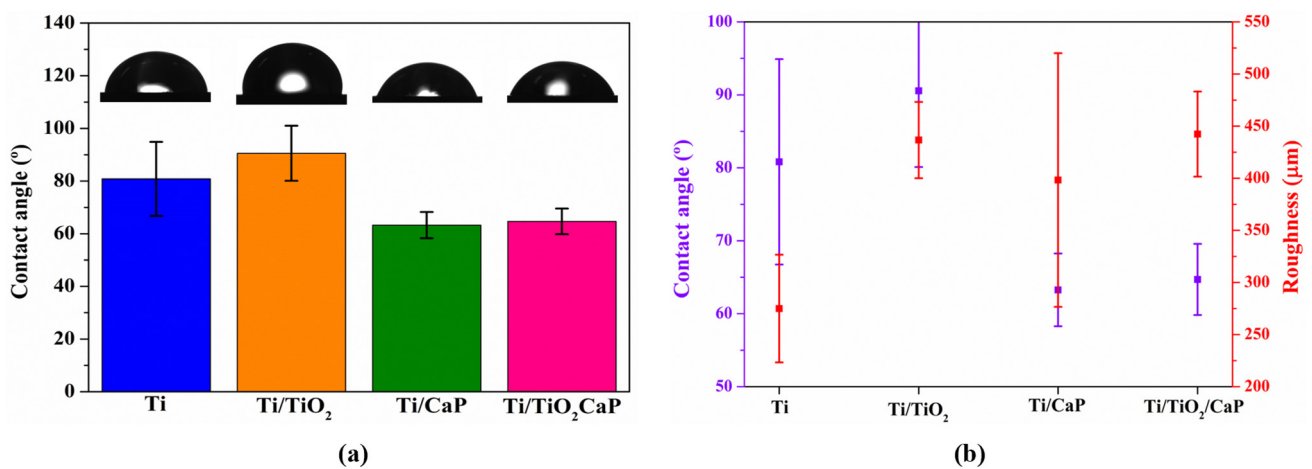 140
120
100
80
60
40
20
0
Contact angle (º)
Ti
Ti/TiO₂
Ti/CaP
Ti/TiO₂CaP
(a)
100
90
80
70
60
50
Contact angle (º)
550
500
450
400
350
300
250
200
Roughness (µm)
Ti
Ti/TiO₂
Ti/CaP
Ti/TiO₂/CaP
(b)